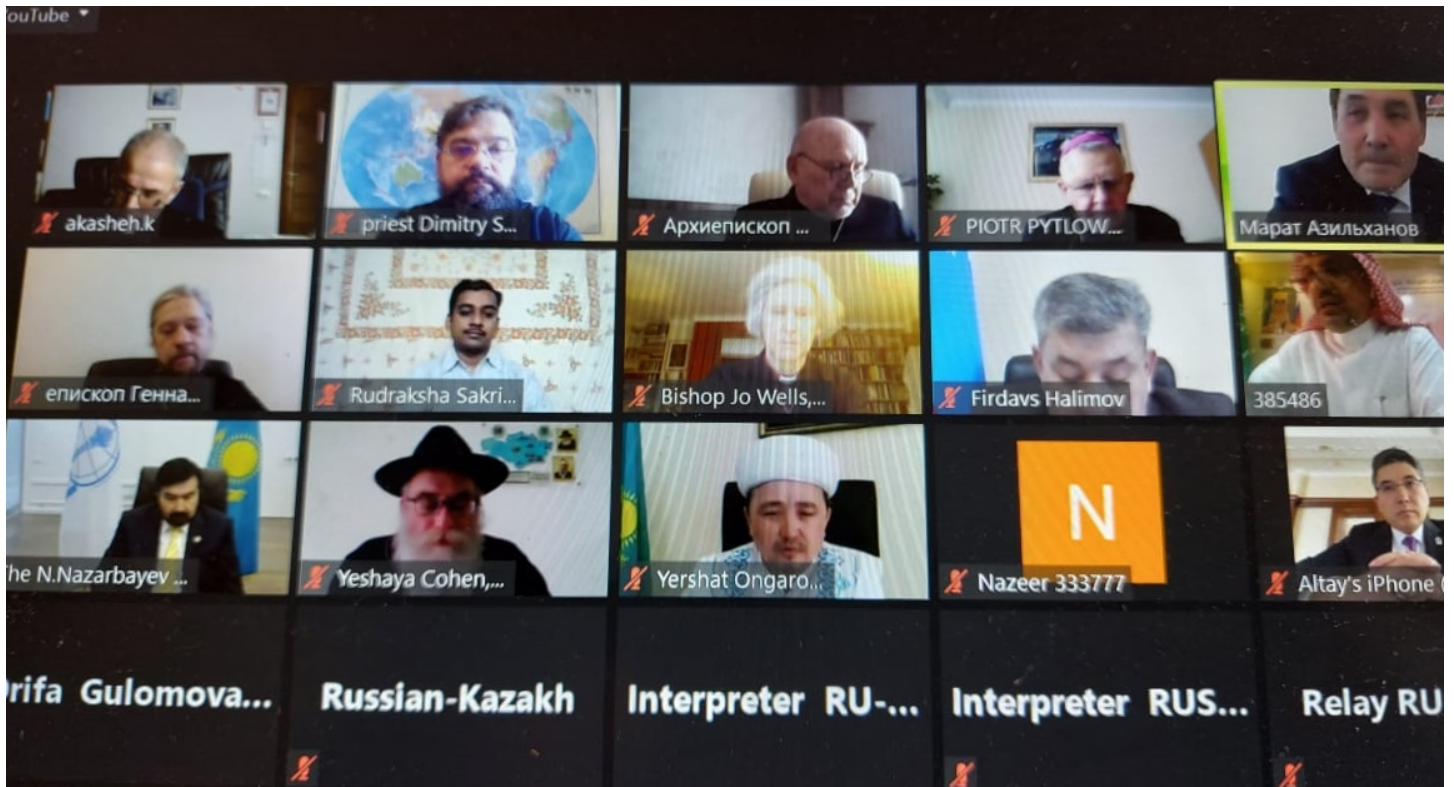 ouTube
akasheh.k
priest Dimitry S...
Архиепископ ...
PIOTR PYTLOW...
Марат Азильханов
епископ Генна...
Rudraksha Sakri...
Bishop Jo Wells,...
Firdavs Halimov
385486
he N.Nazarbayev ...
Yeshaya Cohen,...
Yershat Ongaro...
N
Nazeer 333777
Altay's iPhone (
rifa Gulomova...
Russian-Kazakh
Interpreter RU-...
Interpreter RUS...
Relay RU